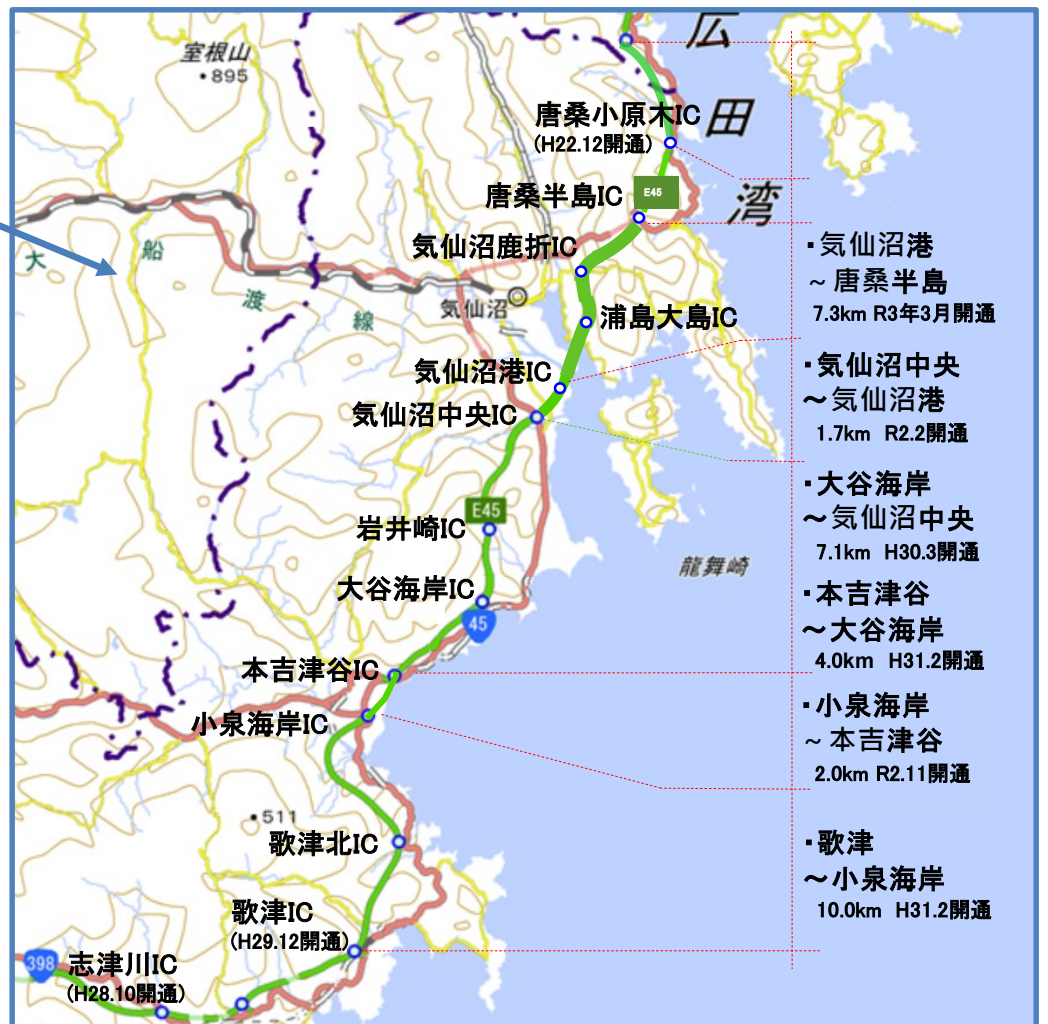 広
田
湾
室根山
・895
唐桑小原木IC
(H22.12開通)
E45
唐桑半島IC
気仙沼鹿折IC
浦島大島IC
大
船
渡
線
気仙沼
気仙沼港IC
気仙沼中央IC
E45
岩井崎IC
大谷海岸IC
45
龍舞崎
本吉津谷IC
小泉海岸IC
・511
歌津北IC
歌津IC
(H29.12開通)
398
志津川IC
(H28.10開通)
・気仙沼港
～唐桑半島
7.3km R3年3月開通
・気仙沼中央
～気仙沼港
1.7km R2.2開通
・大谷海岸
～気仙沼中央
7.1km H30.3開通
・本吉津谷
～大谷海岸
4.0km H31.2開通
・小泉海岸
～本吉津谷
2.0km R2.11開通
・歌津
～小泉海岸
10.0km H31.2開通